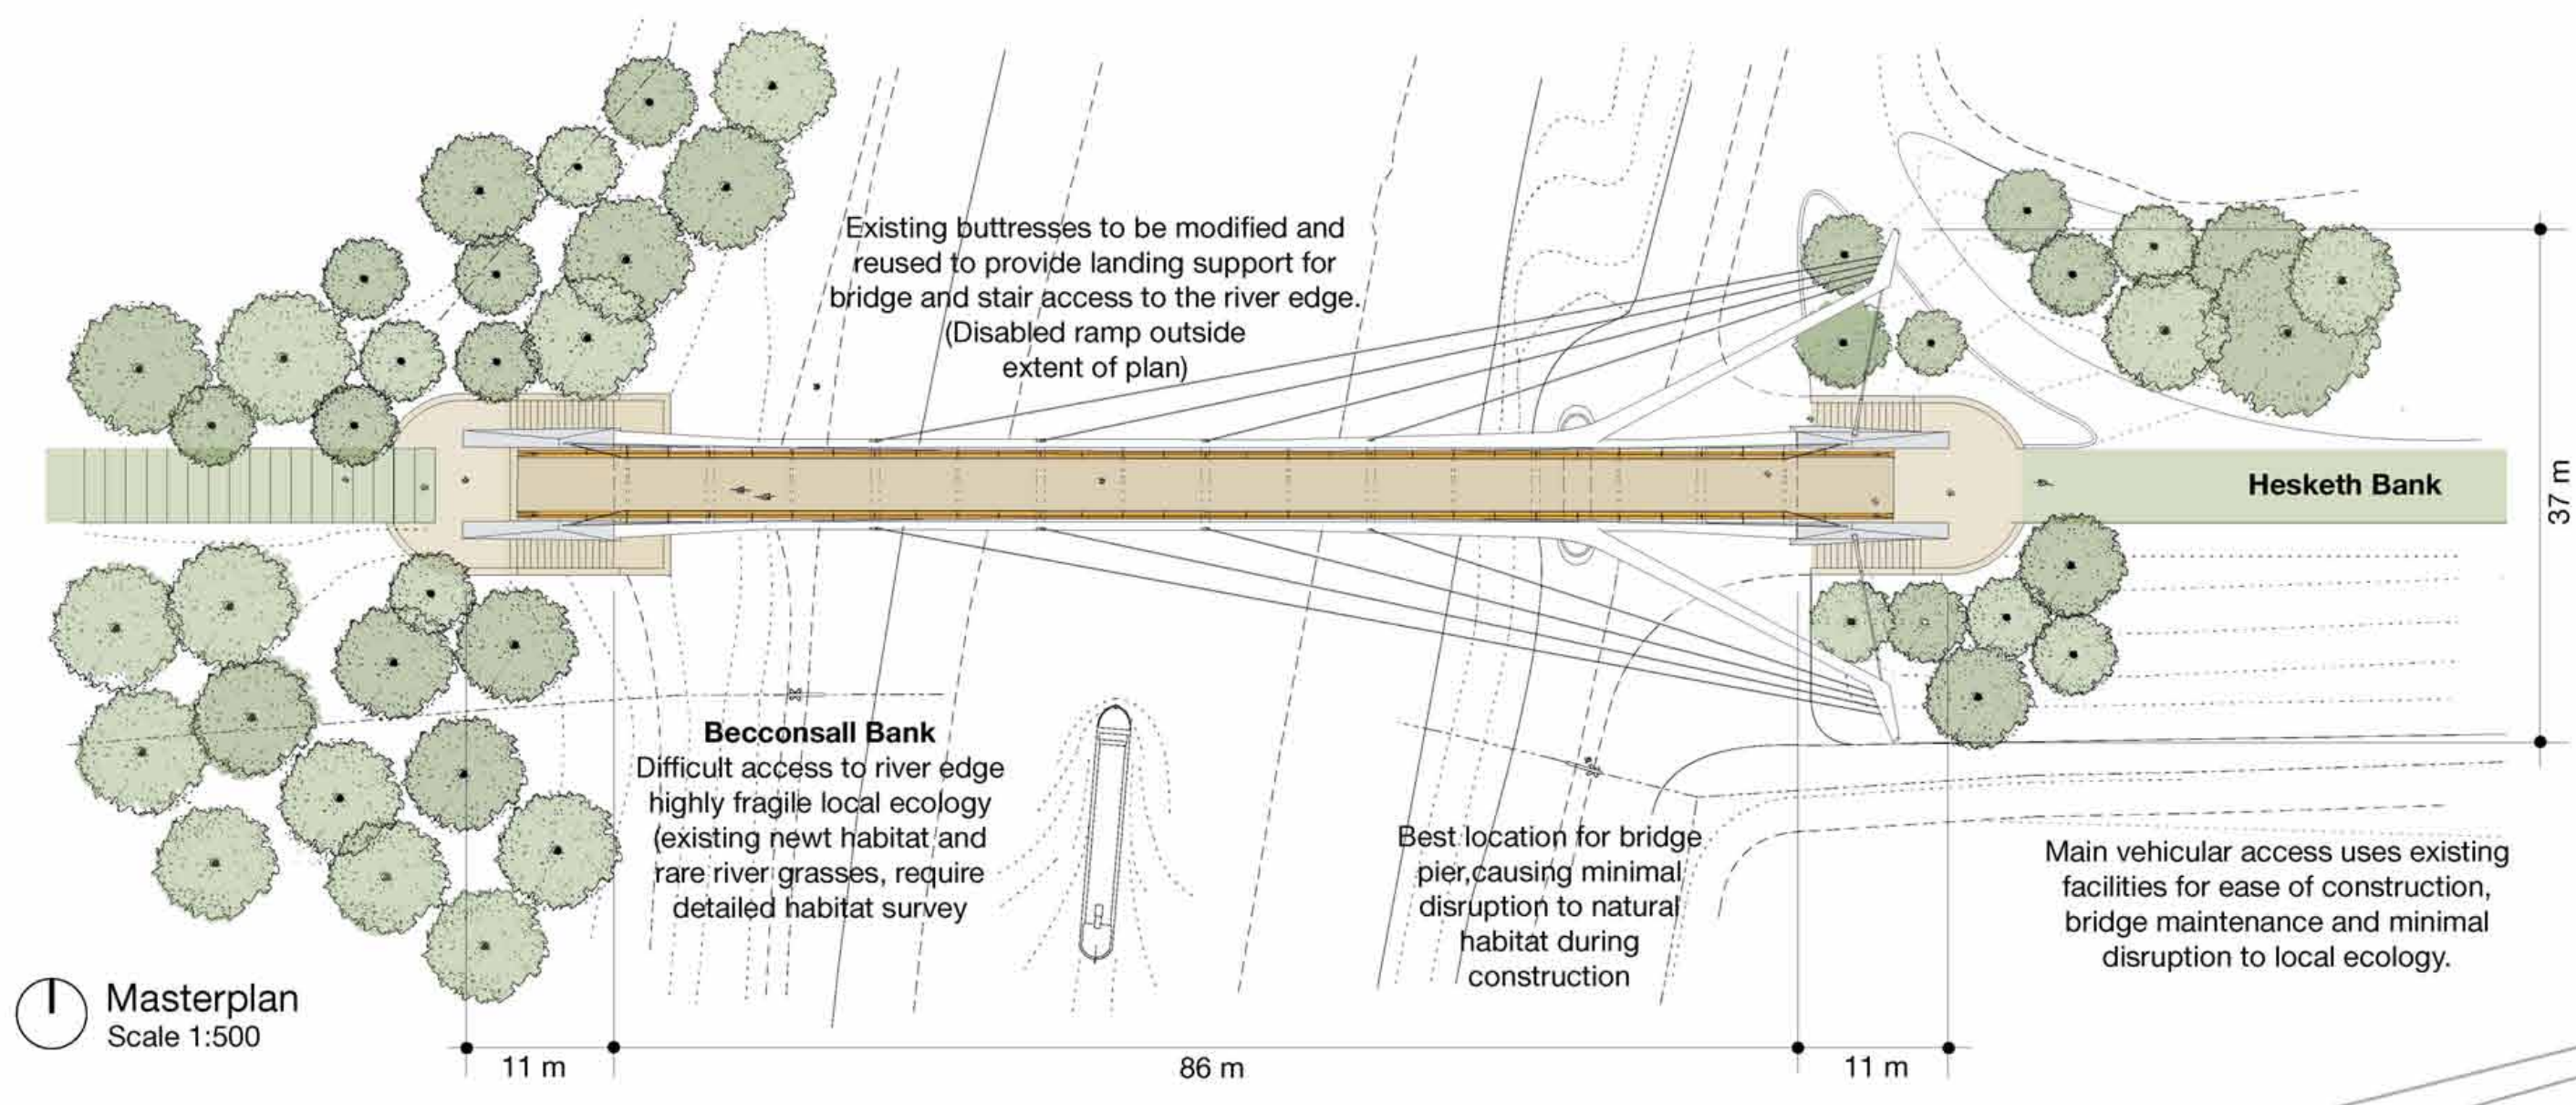 Existing buttresses to be modified and
reused to provide landing support for
bridge and stair access to the river edge.
(Disabled ramp outside
extent of plan)
Hesketh Bank
37 m
Becconsall Bank
Difficult access to river edge
highly fragile local ecology
(existing newt habitat and
rare river grasses, require
detailed habitat survey
Best location for bridge
pier,causing minimal
disruption to natural
habitat during
construction
Main vehicular access uses existing
facilities for ease of construction,
bridge maintenance and minimal
disruption to local ecology.
Masterplan
Scale 1:500
11 m
86 m
11 m